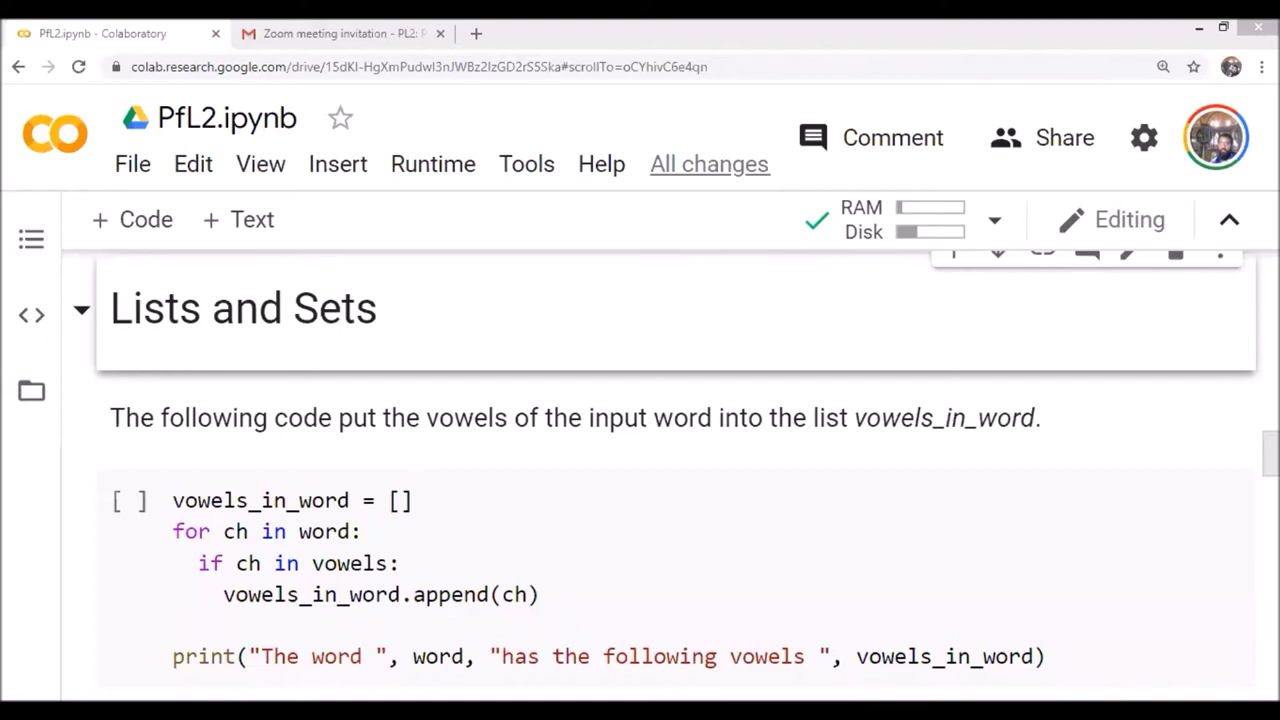 PfL2.ipynb - Colaboratory
Zoom meeting invitation - PL2:
colab.research.google.com/drive/15dKI-HgXmPudwI3nJWBz2IzGD2rS5Ska#scrollTo=oCYhivC6e4qn
PfL2.ipynb
Comment Share
File Edit View Insert Runtime Tools Help All changes
+ Code + Text
RAM
Disk
Editing
Lists and Sets
The following code put the vowels of the input word into the list vowels_in_word.
[ ] vowels_in_word = []
for ch in word:
if ch in vowels:
vowels_in_word.append(ch)
print("The word ", word, "has the following vowels ", vowels_in_word)